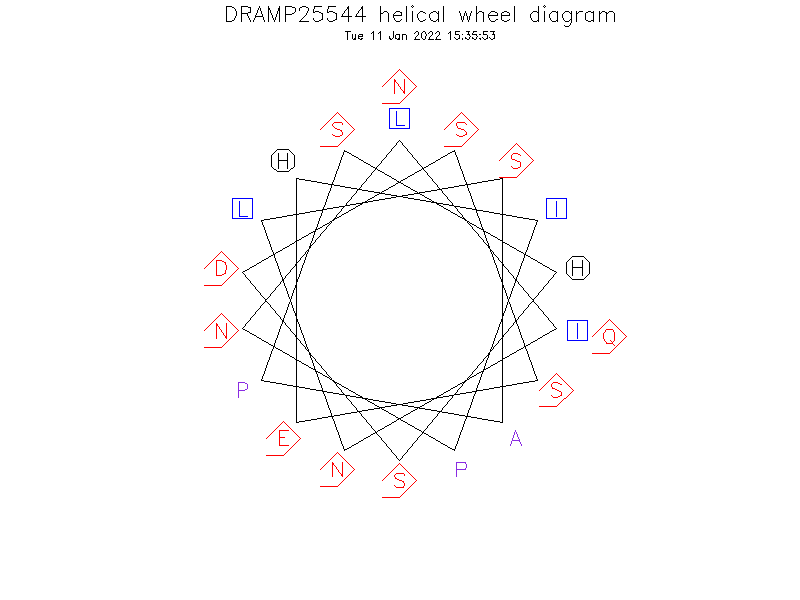 DRAMP25544 helical wheel diagram
Tue 11 Jan 2022 15:35:53
N
L
S S
H S
L I
D H
N I Q
P S
E A
N S P